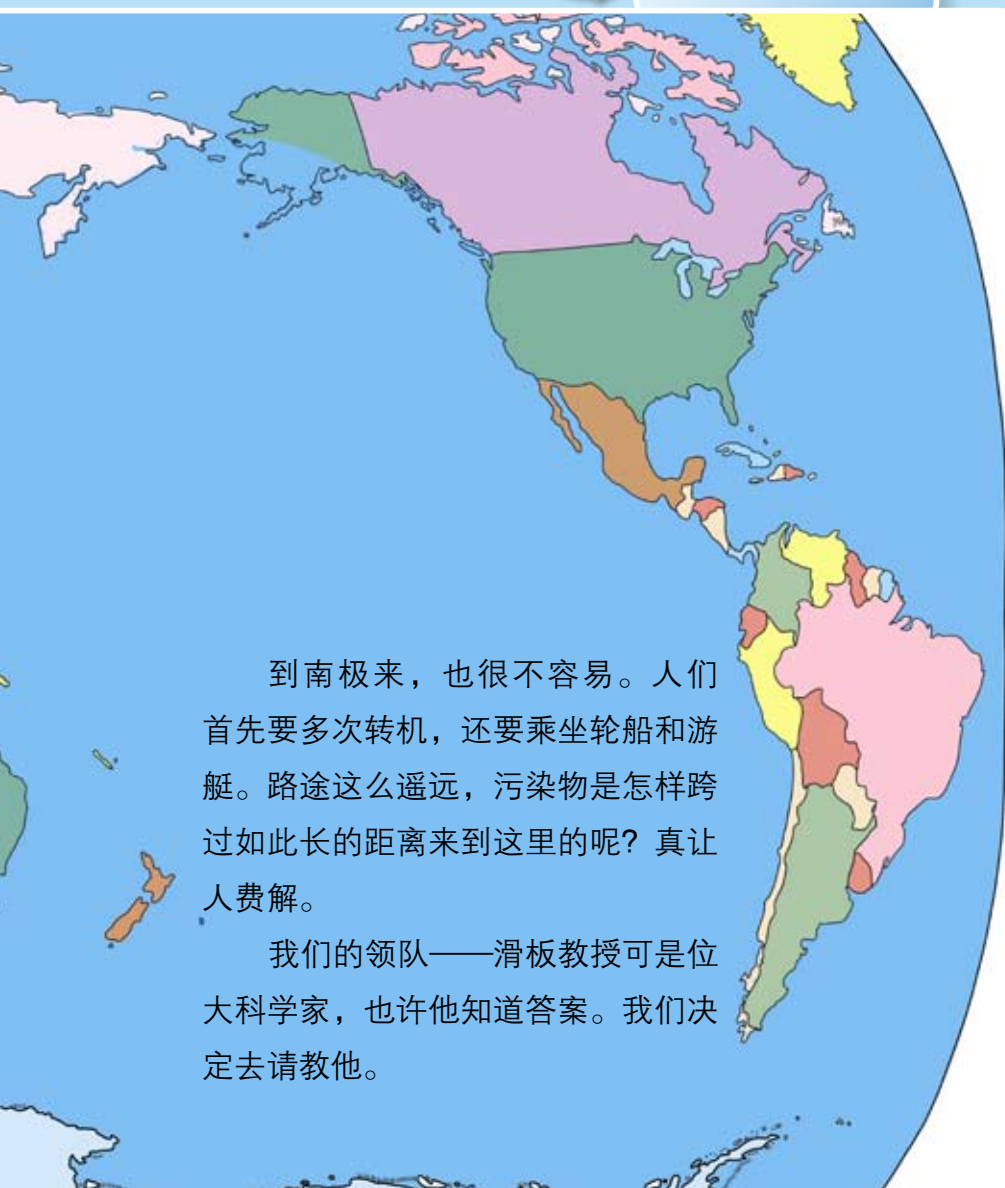 到南极来，也很不容易。人们
首先要多次转机，还要乘坐轮船和游
艇。路途这么遥远，污染物是怎样跨
过如此长的距离来到这里的呢？真让
人费解。
我们的领队——滑板教授可是位
大科学家，也许他知道答案。我们决
定去请教他。